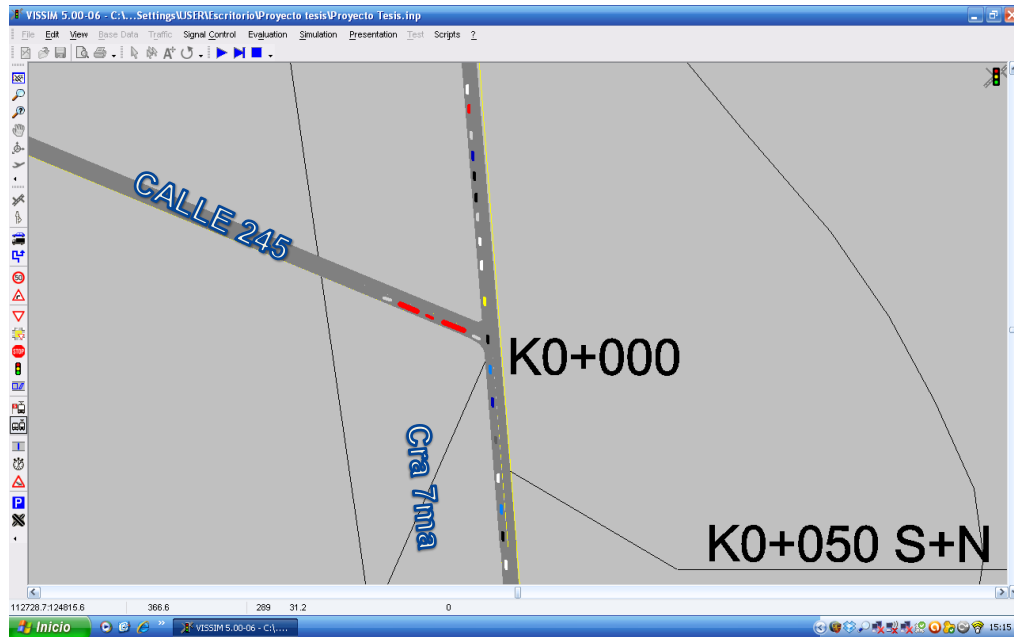 VISSIM 5.00-06 - C:\...Settings\USER\Escritorio\Proyecto tesis\Proyecto Tesis.inp
File Edit View Base Data Traffic Signal Control Evaluation Simulation Presentation Test Scripts ?
CALLE 245
K0+000
Cra 7ma
K0+050 S+N
50
STOP
P
112728.7:124815.6 366.6 289 31.2 0
Inicio VISSIM 5.00-06 - C:\.... 15:15